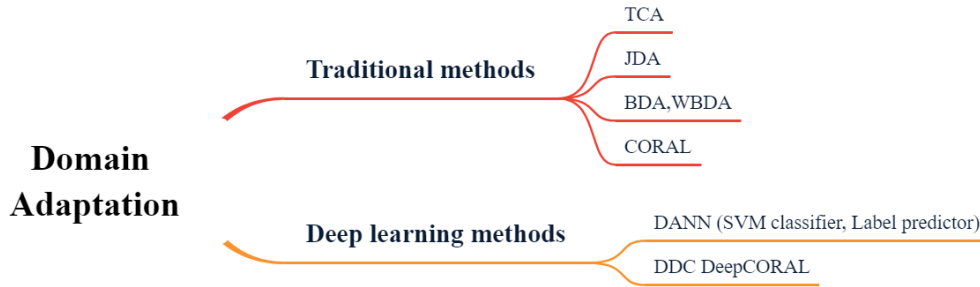 Domain
Adaptation
Traditional methods
TCA
JDA
BDA,WBDA
CORAL
Deep learning methods
DANN (SVM classifier, Label predictor)
DDC DeepCORAL